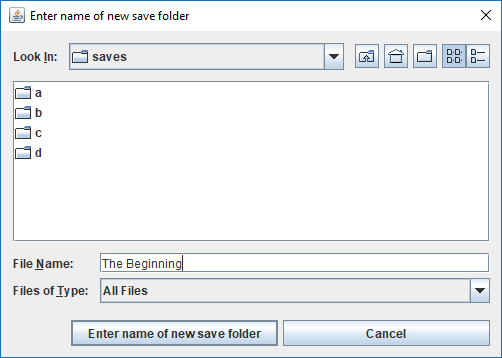 Enter name of new save folder
Look In: saves
a
b
c
d
File Name: The Beginning
Files of Type: All Files
Enter name of new save folder Cancel